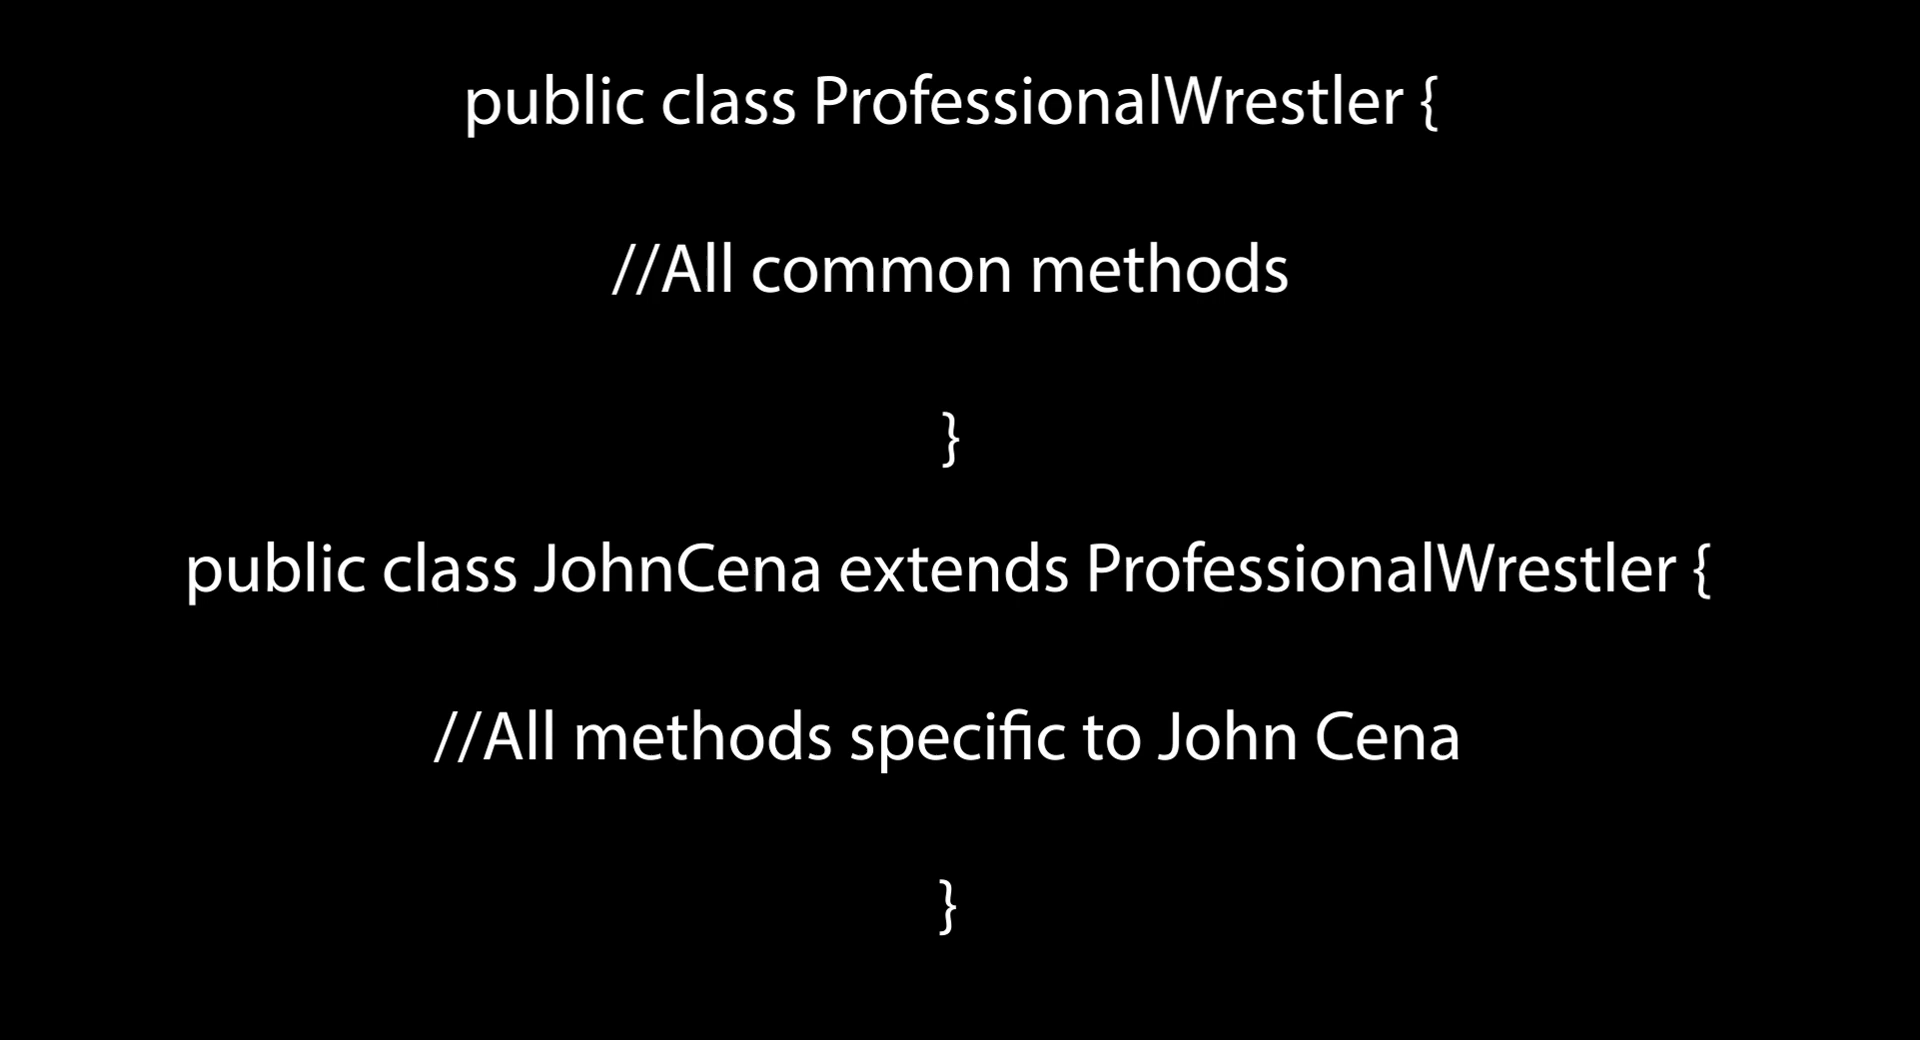 public class ProfessionalWrestler {
//All common methods
}
public class JohnCena extends ProfessionalWrestler {
//All methods specific to John Cena
}